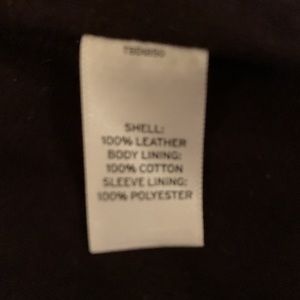 SHELL:
100% LEATHER
BODY LINING:
100% COTTON
SLEEVE LINING:
100% POLYESTER